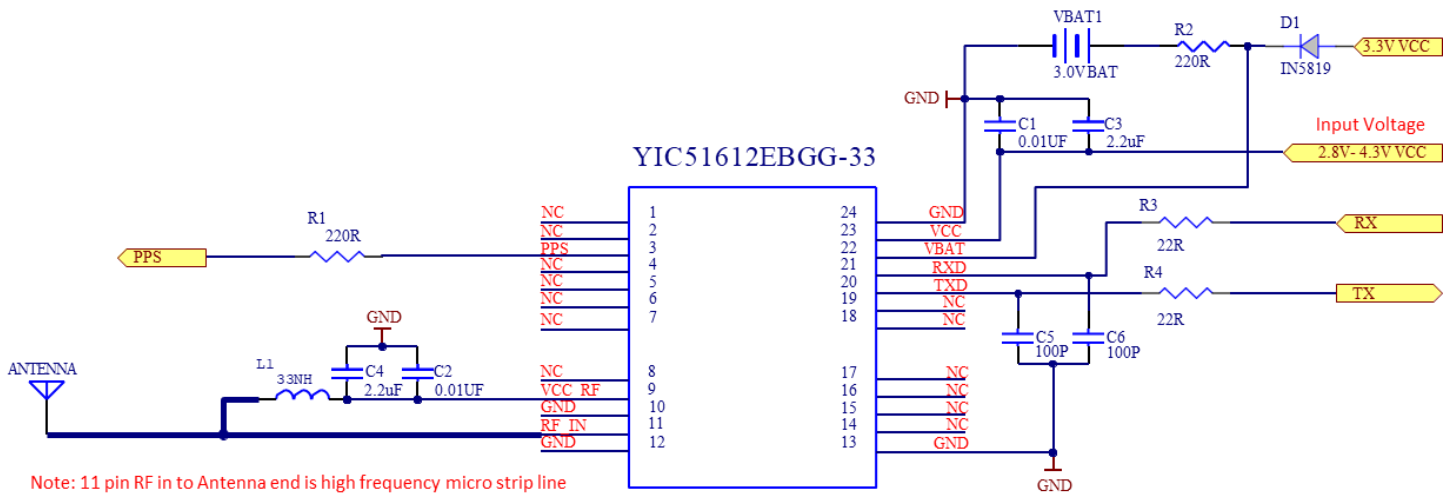 VBAT1
R2
D1
3.3V VCC
3.0VBAT
220R
IN5819
GND
C1
0.01UF
C3
2.2uF
Input Voltage
2.8V- 4.3V VCC
YIC51612EBGG-33
NC 1
NC 2
PPS 3
NC 4
NC 5
NC 6
NC 7
NC 8
VCC_RF 9
GND 10
RF_IN 11
GND 12
24 GND
23 VCC
22 VBAT
21 RXD
20 TXD
19 NC
18 NC
17 NC
16 NC
15 NC
14 NC
13 GND
R1
220R
PPS
R3
22R
RX
R4
22R
TX
C5
100P
C6
100P
GND
GND
ANTENNA
L1
33NH
C4
2.2uF
C2
0.01UF
Note: 11 pin RF in to Antenna end is high frequency micro strip line